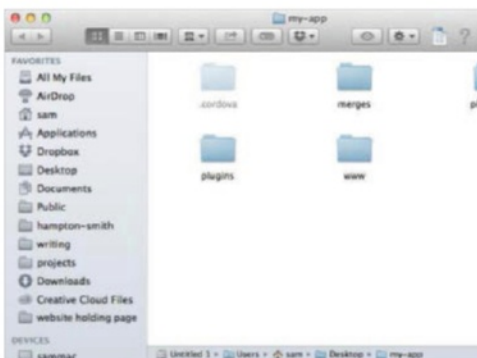 my-app
FAVORITES
All My Files
AirDrop
sam
Applications
Dropbox
Desktop
Documents
Public
hampton-smith
writing
projects
Downloads
Creative Cloud Files
website holding page
DEVICES
sammac
.cordova
merges
plugins
www
Untitled 1 ▸ Users ▸ sam ▸ Desktop ▸ my-app